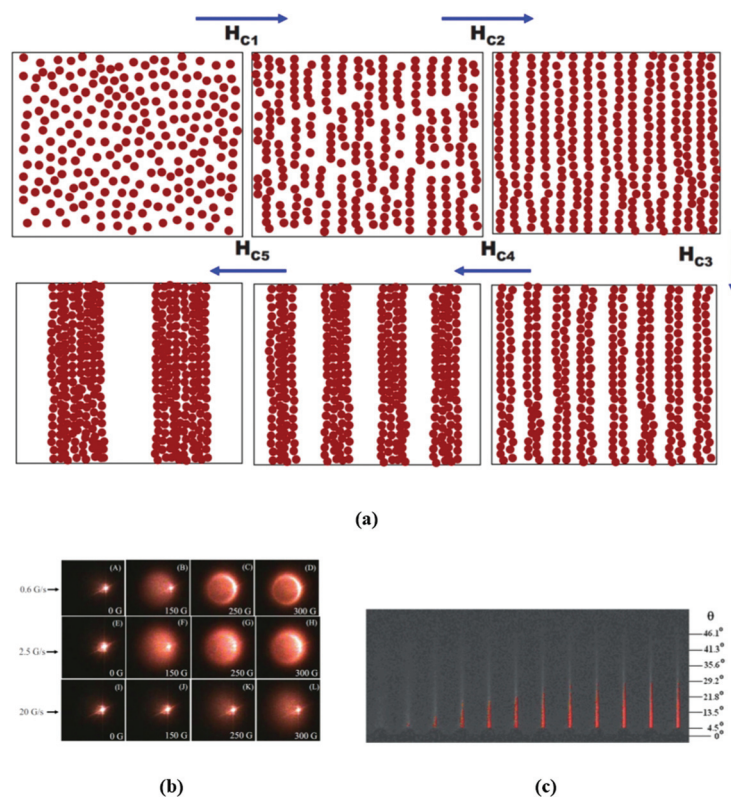 HC1 HC2
HC5 HC4 HC3
(a)
(A) (B) (C) (D)
0.6 G/s
0 G 150 G 250 G 300 G
(E) (F) (G) (H)
2.5 G/s
0 G 150 G 250 G 300 G
(I) (J) (K) (L)
20 G/s
0 G 150 G 250 G 300 G
θ
46.1°
41.3°
35.6°
29.2°
21.8°
13.5°
4.5°
0°
(b) (c)